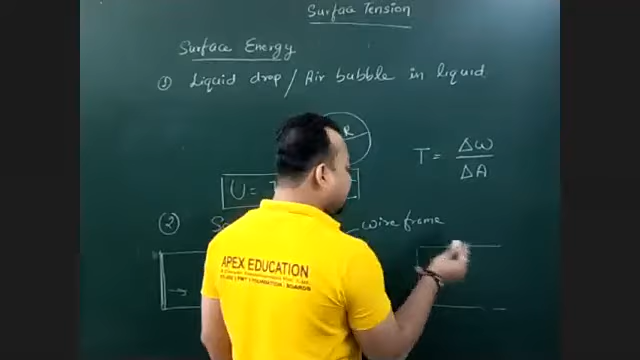 Surface Tension
Surface Energy
① Liquid drop / Air bubble in liquid
R
T = ΔW / ΔA
U =
②
wire frame
APEX EDUCATION